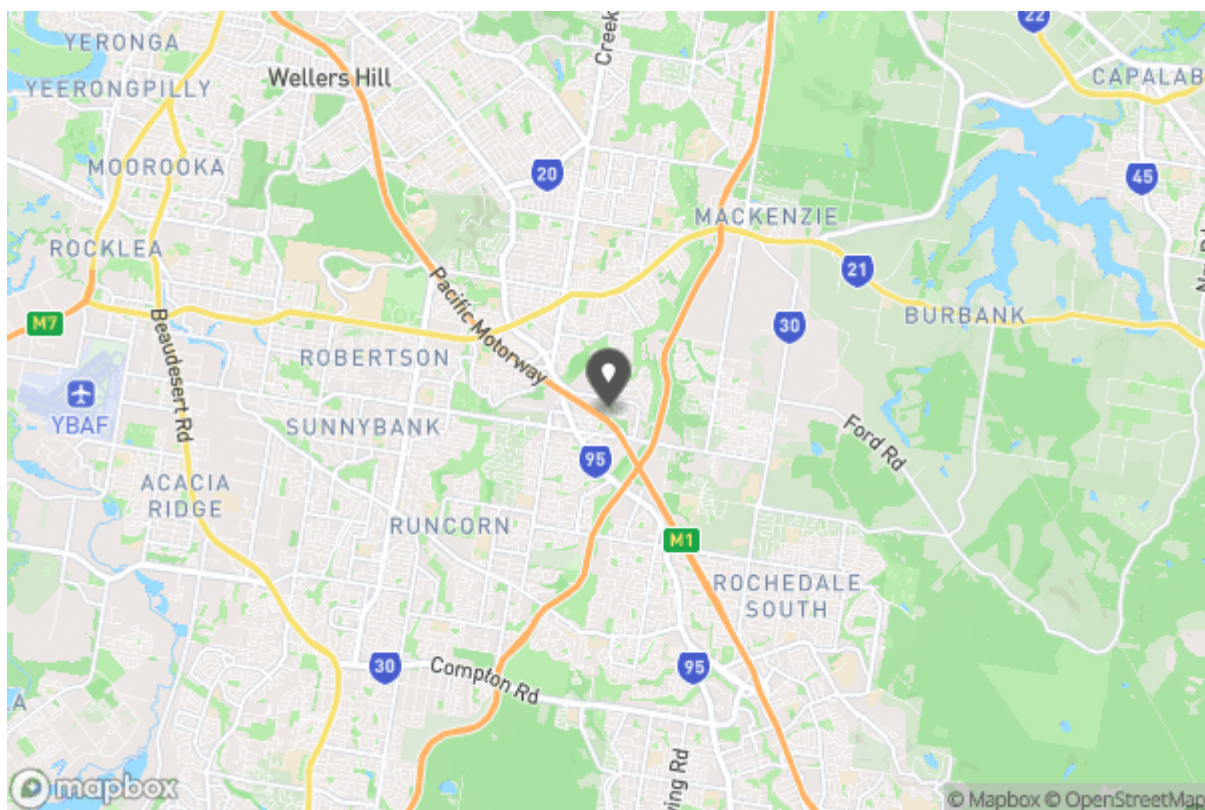 22
YERONGA
Creek
Wellers Hill
CAPALAB
YEERONGPILLY
MOOROOKA
20
45
MACKENZIE
ROCKLEA
21
Pacific Motorway
M7
30
BURBANK
Beaudesert Rd
ROBERTSON
YBAF
SUNNYBANK
Ford Rd
95
ACACIA
RIDGE
RUNCORN
M1
ROCHEDALE
SOUTH
30
Compton Rd
95
A
ing Rd
mapbox
© Mapbox © OpenStreetMap